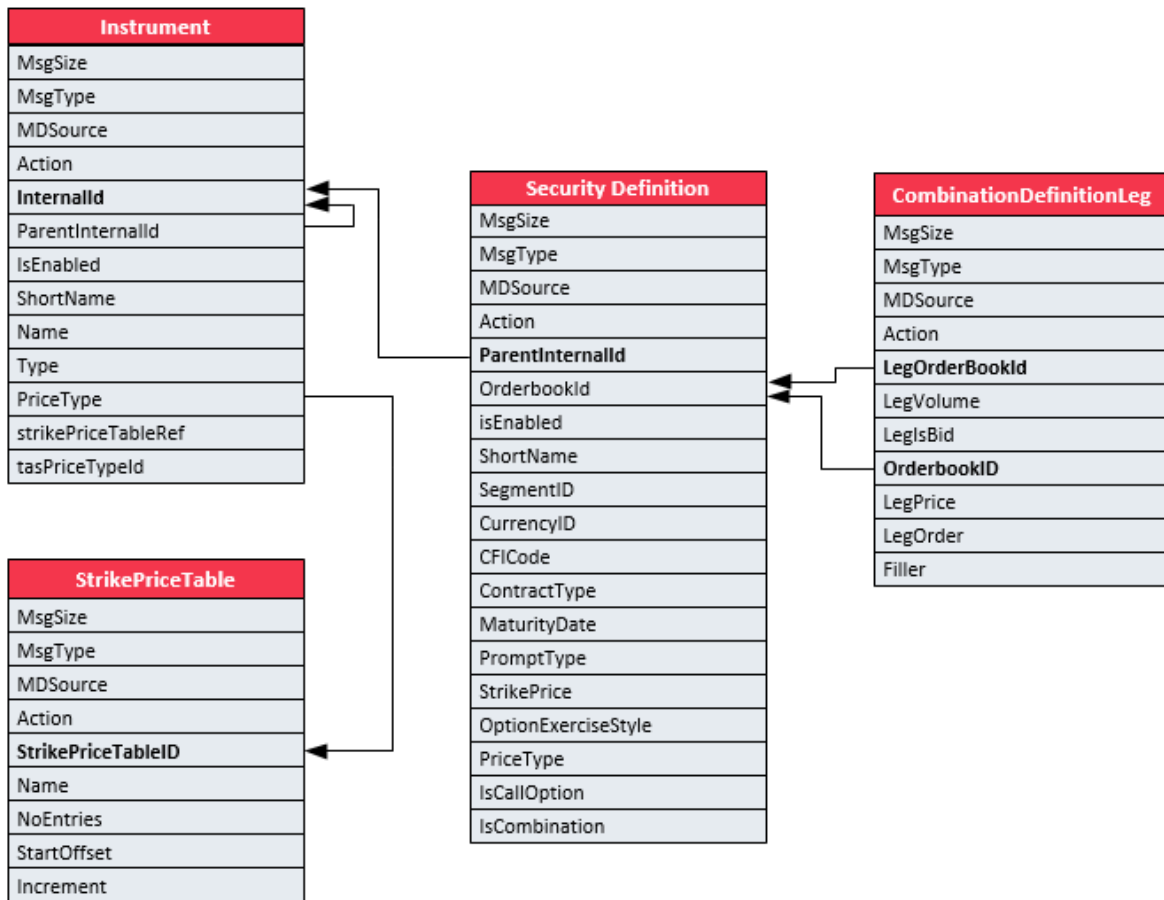 Instrument
MsgSize
MsgType
MDSource
Action
InternalId
ParentInternalId
IsEnabled
ShortName
Name
Type
PriceType
strikePriceTableRef
tasPriceTypeId
StrikePriceTable
MsgSize
MsgType
MDSource
Action
StrikePriceTableID
Name
NoEntries
StartOffset
Increment
Security Definition
MsgSize
MsgType
MDSource
Action
ParentInternalId
OrderbookId
isEnabled
ShortName
SegmentID
CurrencyID
CFICode
ContractType
MaturityDate
PromptType
StrikePrice
OptionExerciseStyle
PriceType
IsCallOption
IsCombination
CombinationDefinitionLeg
MsgSize
MsgType
MDSource
Action
LegOrderBookId
LegVolume
LegIsBid
OrderbookID
LegPrice
LegOrder
Filler